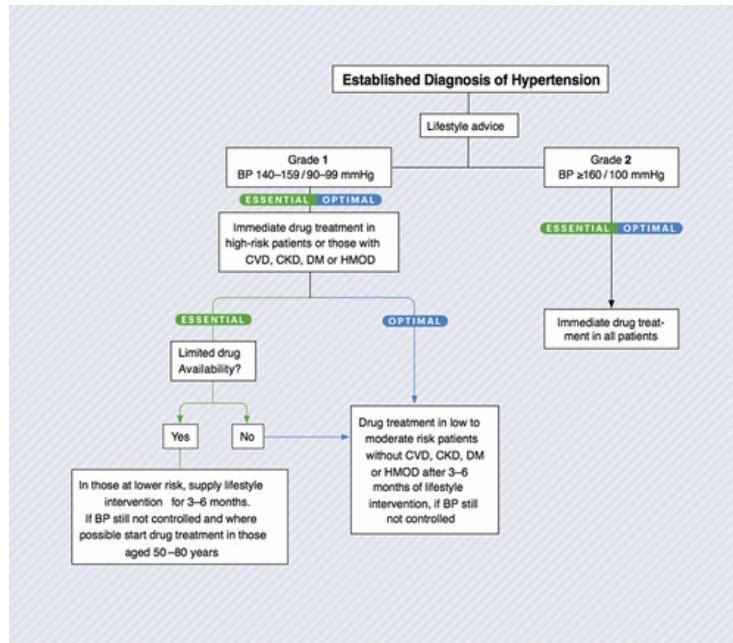 Established Diagnosis of Hypertension
Lifestyle advice
Grade 1
BP 140–159/90–99 mmHg
Grade 2
BP ≥160/100 mmHg
ESSENTIAL OPTIMAL
ESSENTIAL OPTIMAL
Immediate drug treatment in
high-risk patients or those with
CVD, CKD, DM or HMOD
Immediate drug treat-
ment in all patients
ESSENTIAL
OPTIMAL
Limited drug
Availability?
Yes
No
Drug treatment in low to
moderate risk patients
without CVD, CKD, DM
or HMOD after 3–6
months of lifestyle
intervention, if BP still
not controlled
In those at lower risk, supply lifestyle
intervention for 3–6 months.
If BP still not controlled and where
possible start drug treatment in those
aged 50–80 years